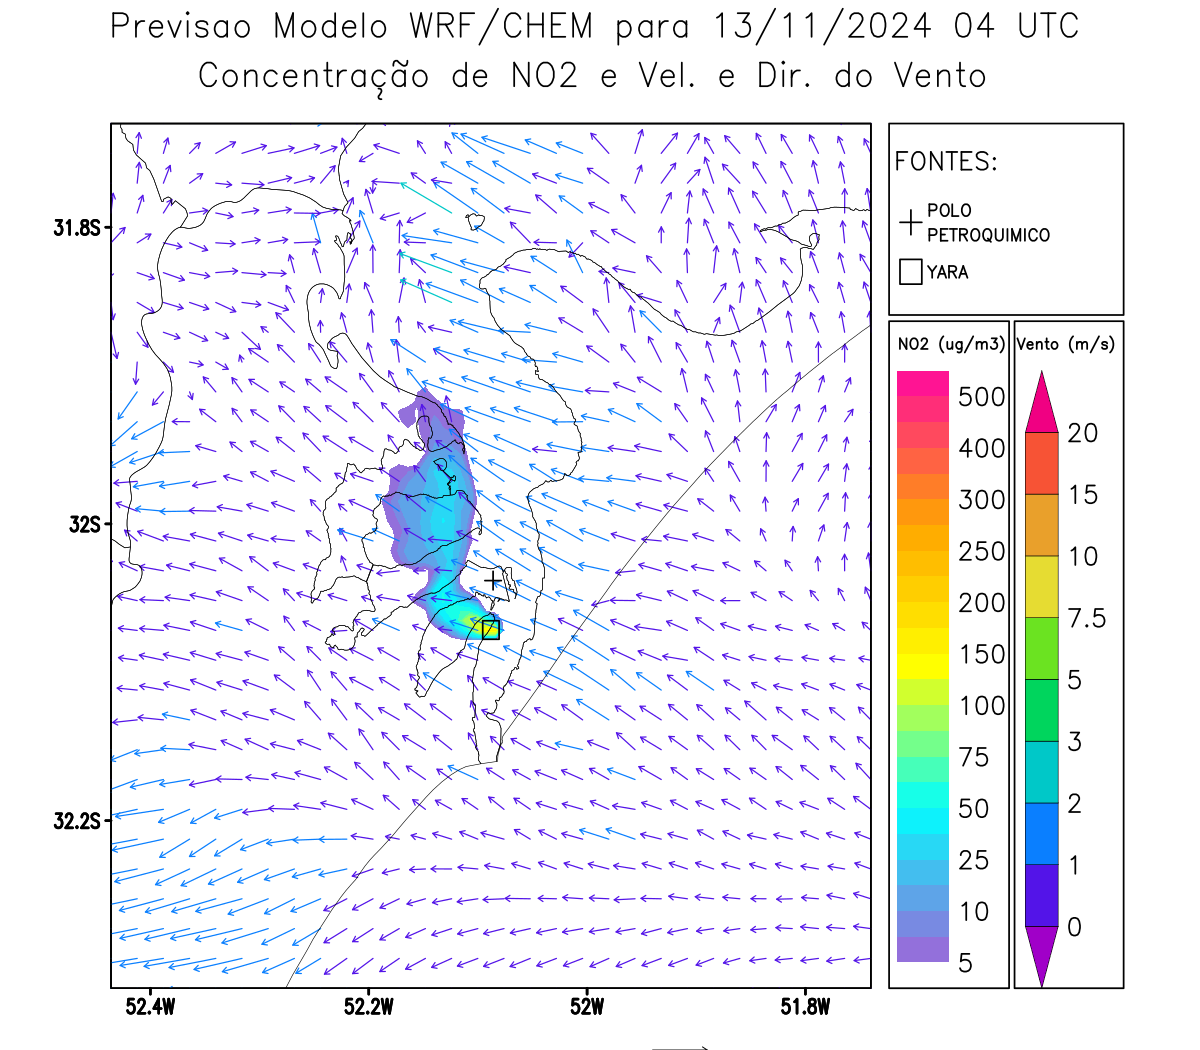 Previsao Modelo WRF/CHEM para 13/11/2024 04 UTC
Concentração de NO2 e Vel. e Dir. do Vento
FONTES:
POLO
PETROQUIMICO
YARA
NO2 (ug/m3)
500
400
300
250
200
150
100
75
50
25
10
5
Vento (m/s)
20
15
10
7.5
5
3
2
1
0
31.8S
32S
32.2S
52.4W
52.2W
52W
51.8W